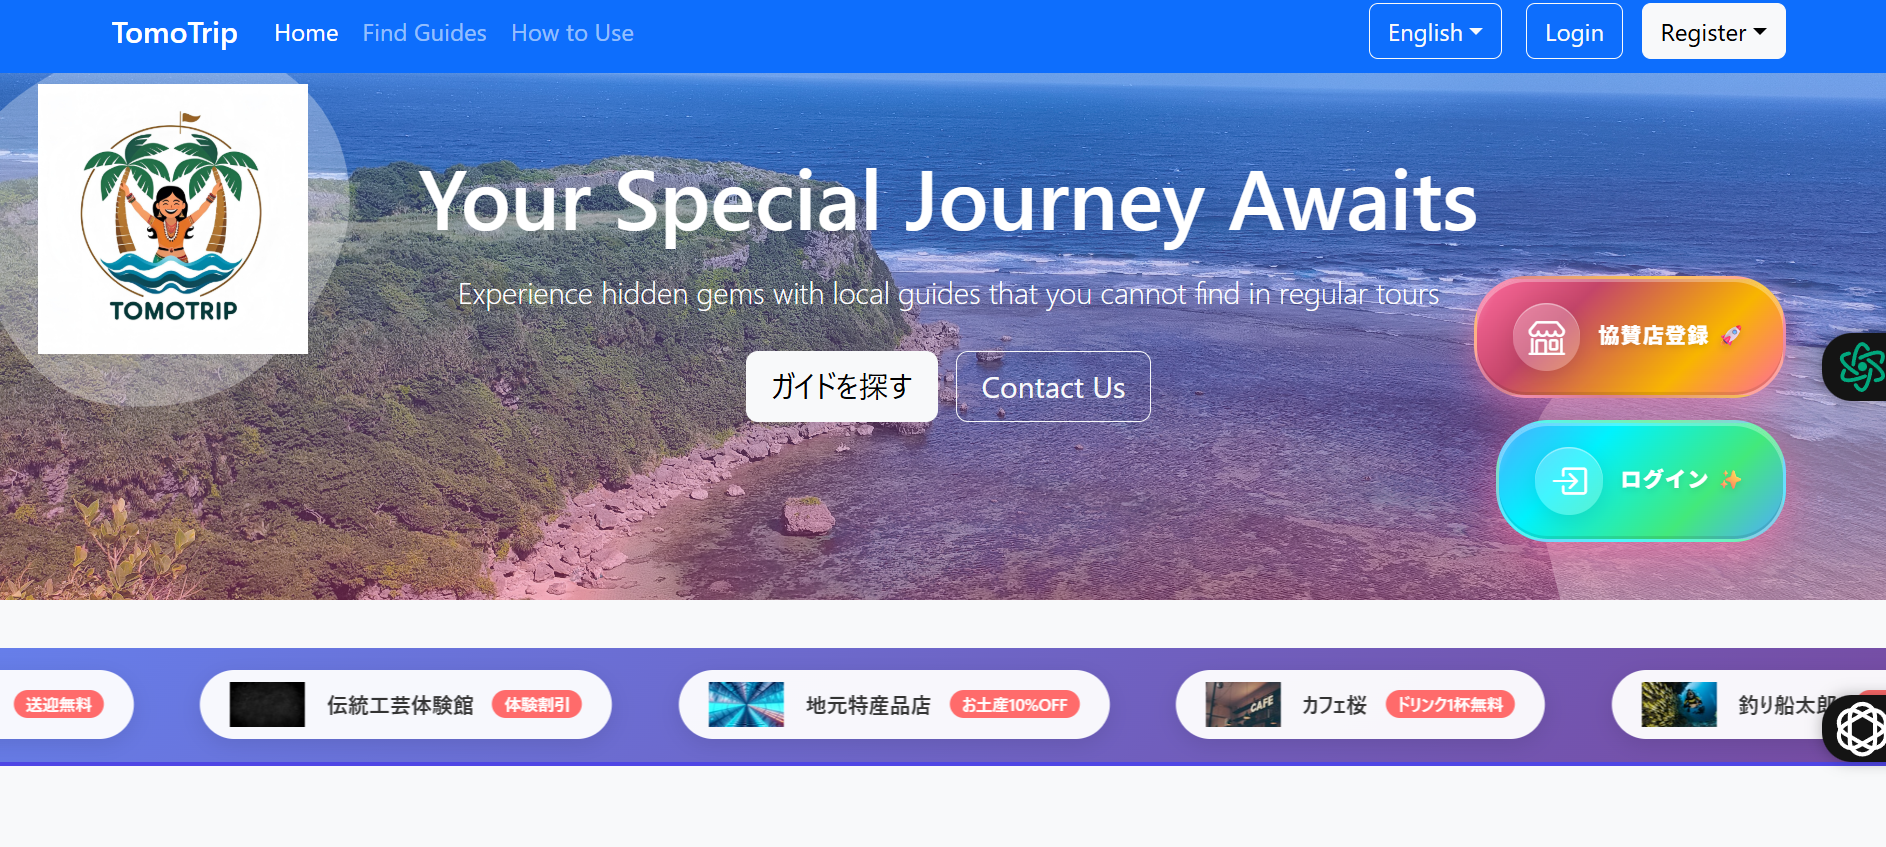 TomoTrip Home Find Guides How to Use English Login Register
TOMOTRIP
Your Special Journey Awaits
Experience hidden gems with local guides that you cannot find in regular tours
ガイドを探す Contact Us
協賛店登録 🚀
ログイン ✨
送迎無料 伝統工芸体験館 体験割引 地元特産品店 お土産10%OFF CAFE カフェ桜 ドリンク1杯無料 釣り船太郎